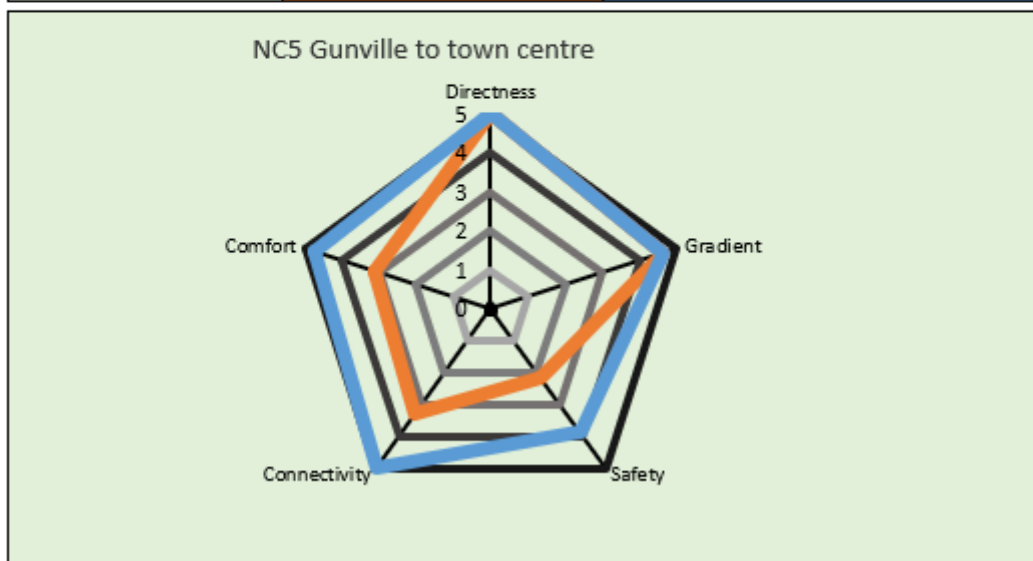 NC5 Gunville to town centre
Directness
5
4
3
2
1
0
Comfort
Gradient
Connectivity
Safety